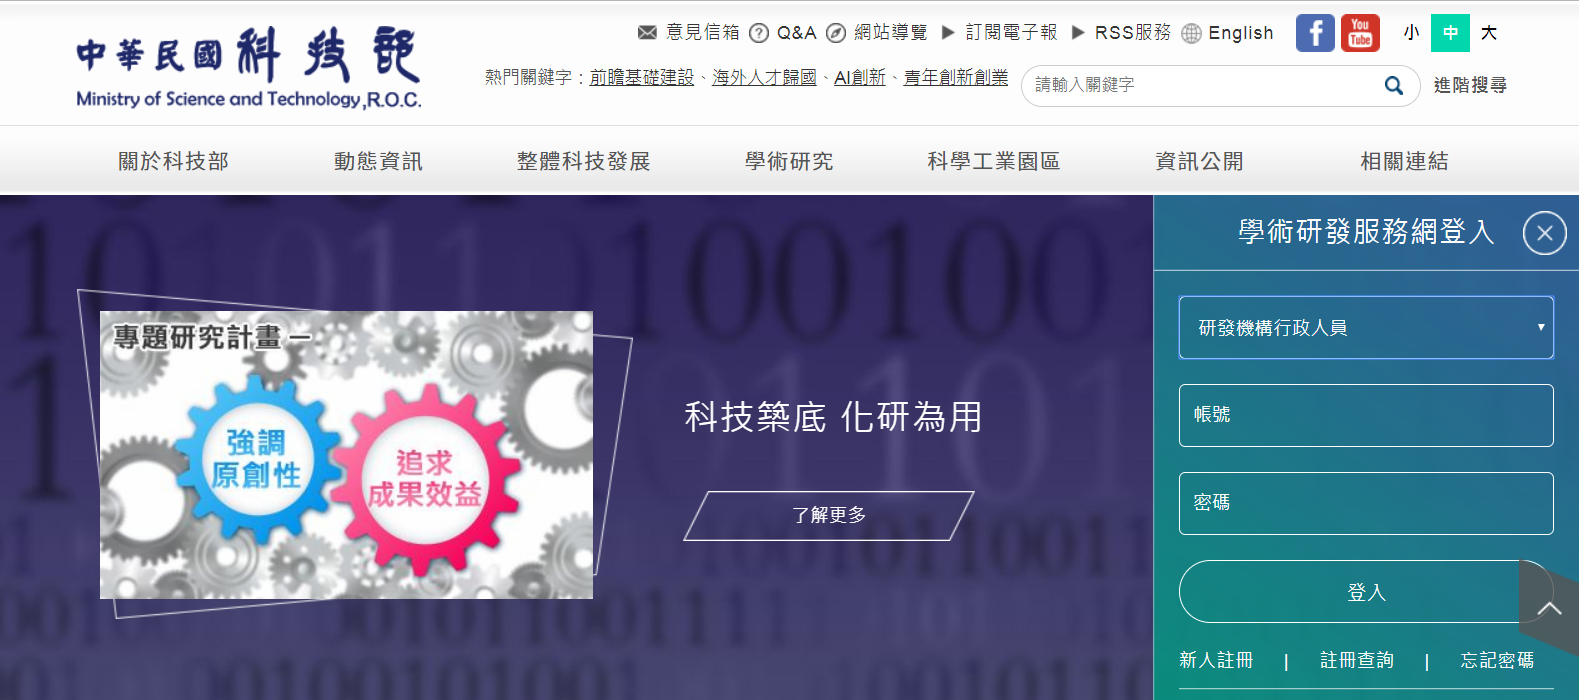 中華民國 科技部
Ministry of Science and Technology,R.O.C.
意見信箱 Q&A 網站導覽 訂閱電子報 RSS服務 English f You Tube 小 中 大
熱門關鍵字：前瞻基礎建設、海外人才歸國、AI創新、青年創新創業
請輸入關鍵字 進階搜尋
關於科技部 動態資訊 整體科技發展 學術研究 科學工業園區 資訊公開 相關連結
專題研究計畫 —
強調
原創性
追求
成果效益
科技築底 化研為用
了解更多
學術研發服務網登入
研發機構行政人員
帳號
密碼
登入
新人註冊 | 註冊查詢 | 忘記密碼